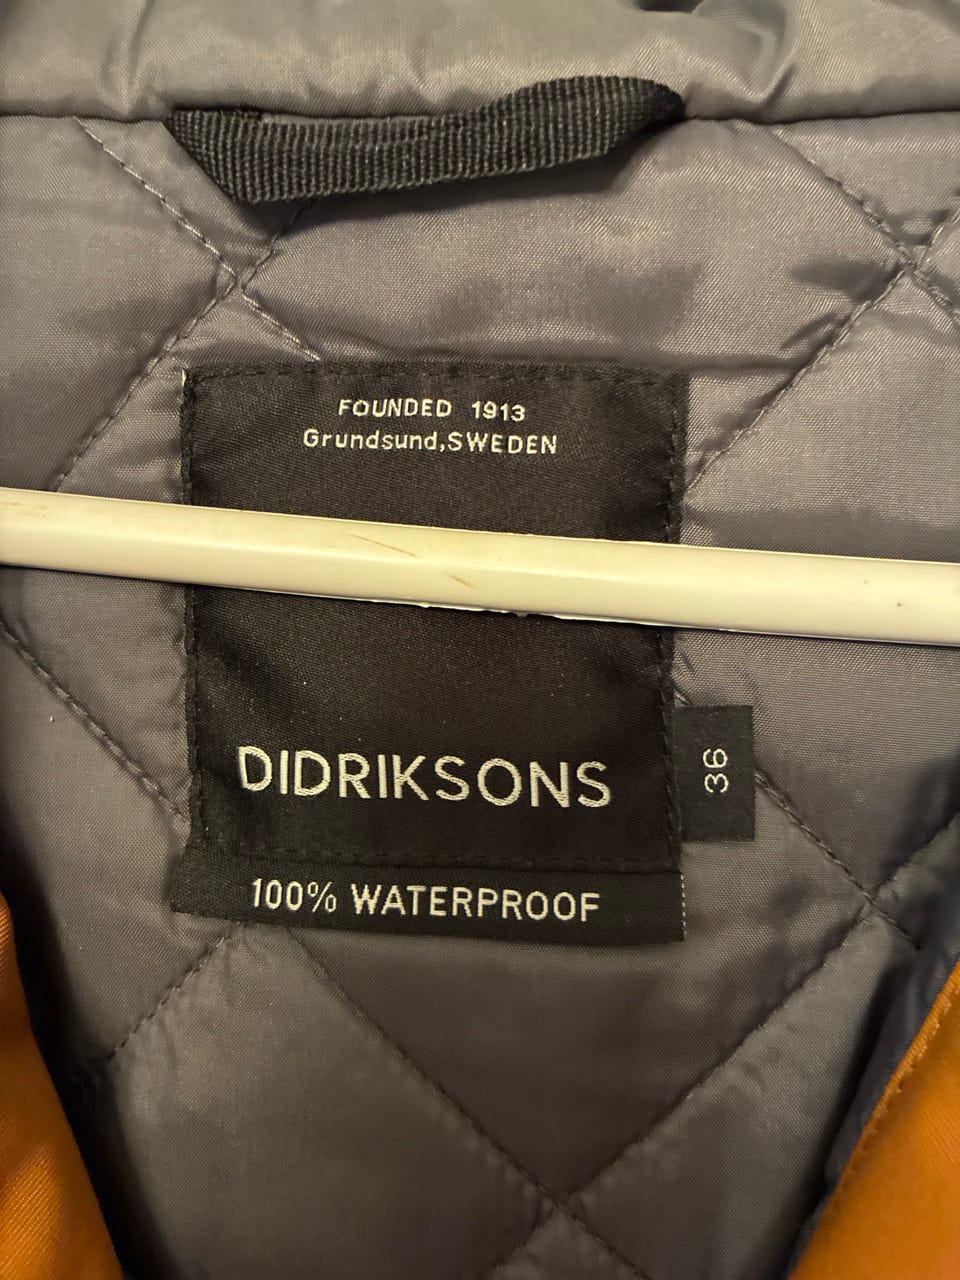 FOUNDED 1913
Grundsund,SWEDEN
DIDRIKSONS
36
100% WATERPROOF